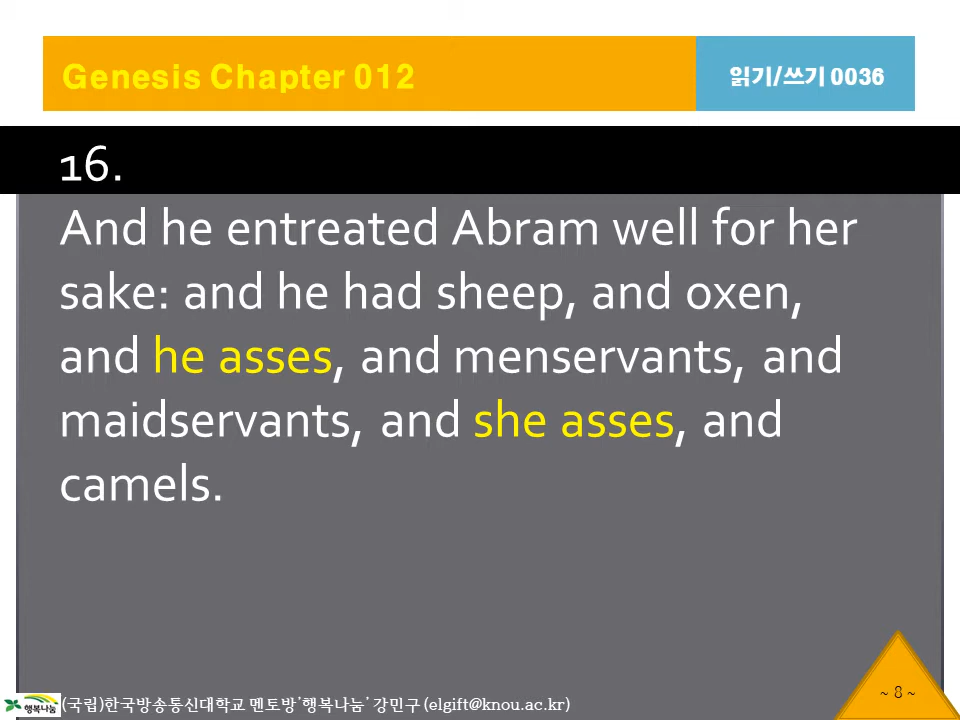 Genesis Chapter 012
읽기/쓰기 0036
16.
And he entreated Abram well for her
sake: and he had sheep, and oxen,
and he asses, and menservants, and
maidservants, and she asses, and
camels.
~ 8 ~
행복나눔
(국립)한국방송통신대학교 멘토방'행복나눔' 강민구 (elgift@knou.ac.kr)